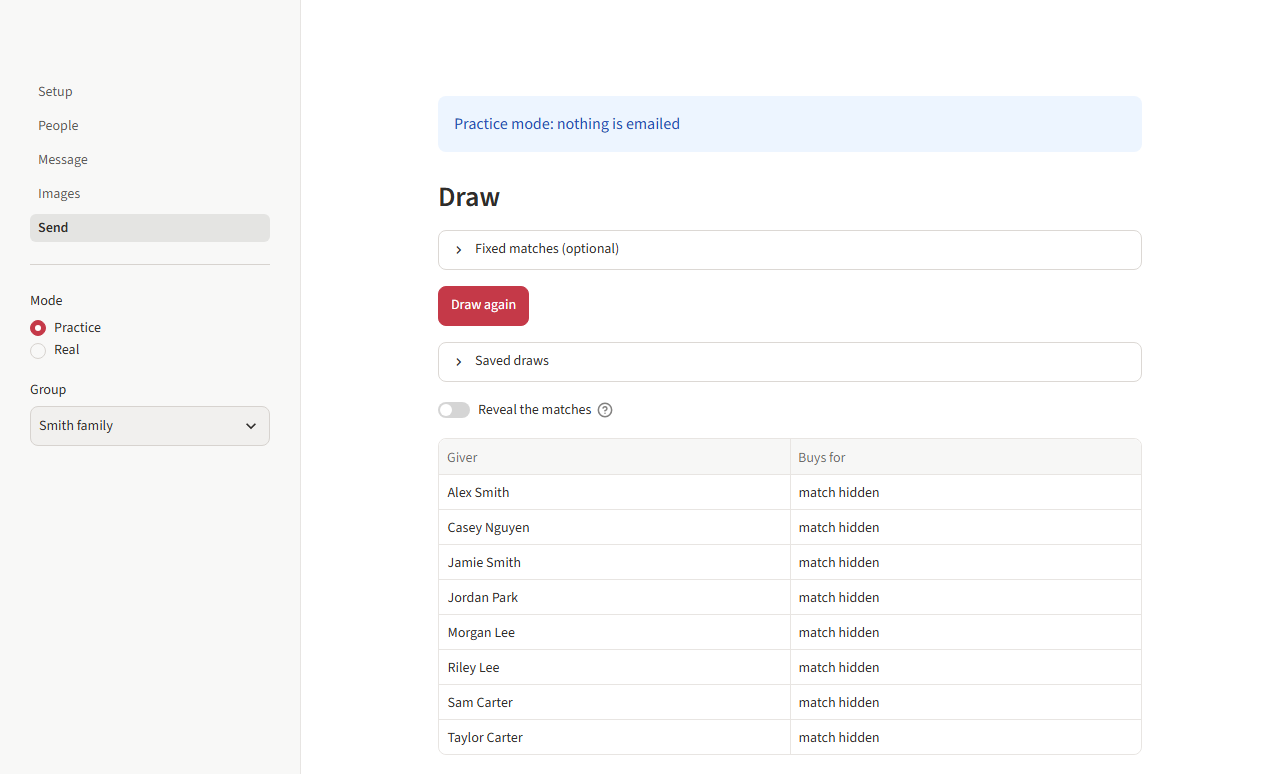 Setup
People
Message
Images
Send
Mode
Practice
Real
Group
Smith family
Practice mode: nothing is emailed
Draw
Fixed matches (optional)
Draw again
Saved draws
Reveal the matches ?
Giver Buys for
Alex Smith match hidden
Casey Nguyen match hidden
Jamie Smith match hidden
Jordan Park match hidden
Morgan Lee match hidden
Riley Lee match hidden
Sam Carter match hidden
Taylor Carter match hidden